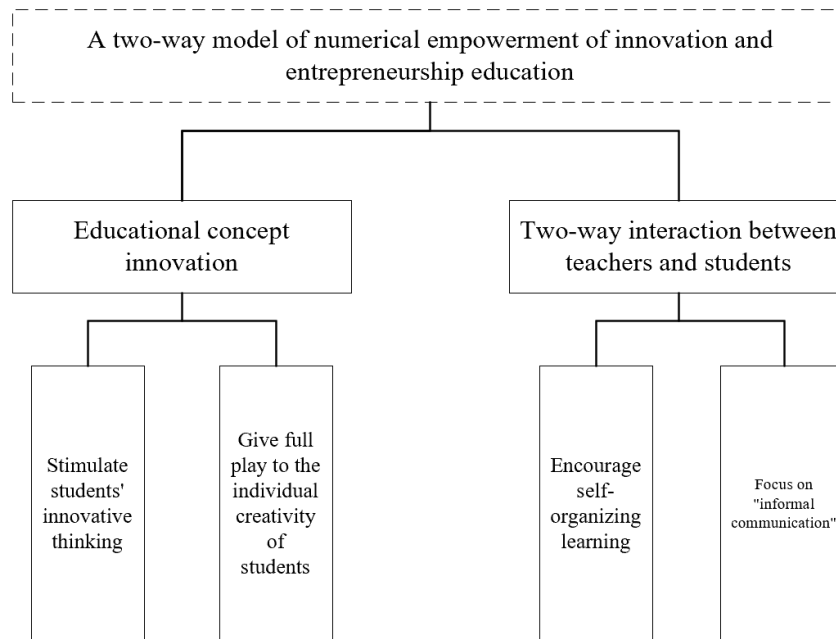 A two-way model of numerical empowerment of innovation and
entrepreneurship education
Educational concept
innovation
Two-way interaction between
teachers and students
Stimulate
students'
innovative
thinking
Give full
play to the
individual
creativity
of
students
Encourage
self-
organizing
learning
Focus on
"informal
communication"